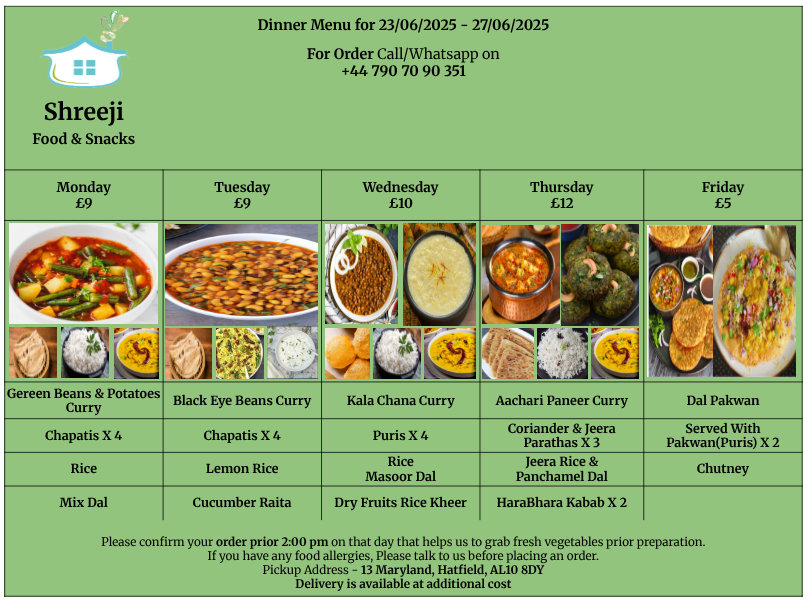 Dinner Menu for 23/06/2025 - 27/06/2025
For Order Call/Whatsapp on
+44 790 70 90 351
Shreeji
Food & Snacks
Monday
£9
Tuesday
£9
Wednesday
£10
Thursday
£12
Friday
£5
Gereen Beans & Potatoes
Curry
Black Eye Beans Curry
Kala Chana Curry
Aachari Paneer Curry
Dal Pakwan
Chapatis X 4
Chapatis X 4
Puris X 4
Coriander & Jeera
Parathas X 3
Served With
Pakwan(Puris) X 2
Rice
Lemon Rice
Rice
Masoor Dal
Jeera Rice &
Panchamel Dal
Chutney
Mix Dal
Cucumber Raita
Dry Fruits Rice Kheer
HaraBhara Kabab X 2
Please confirm your order prior 2:00 pm on that day that helps us to grab fresh vegetables prior preparation.
If you have any food allergies, Please talk to us before placing an order.
Pickup Address - 13 Maryland, Hatfield, AL10 8DY
Delivery is available at additional cost